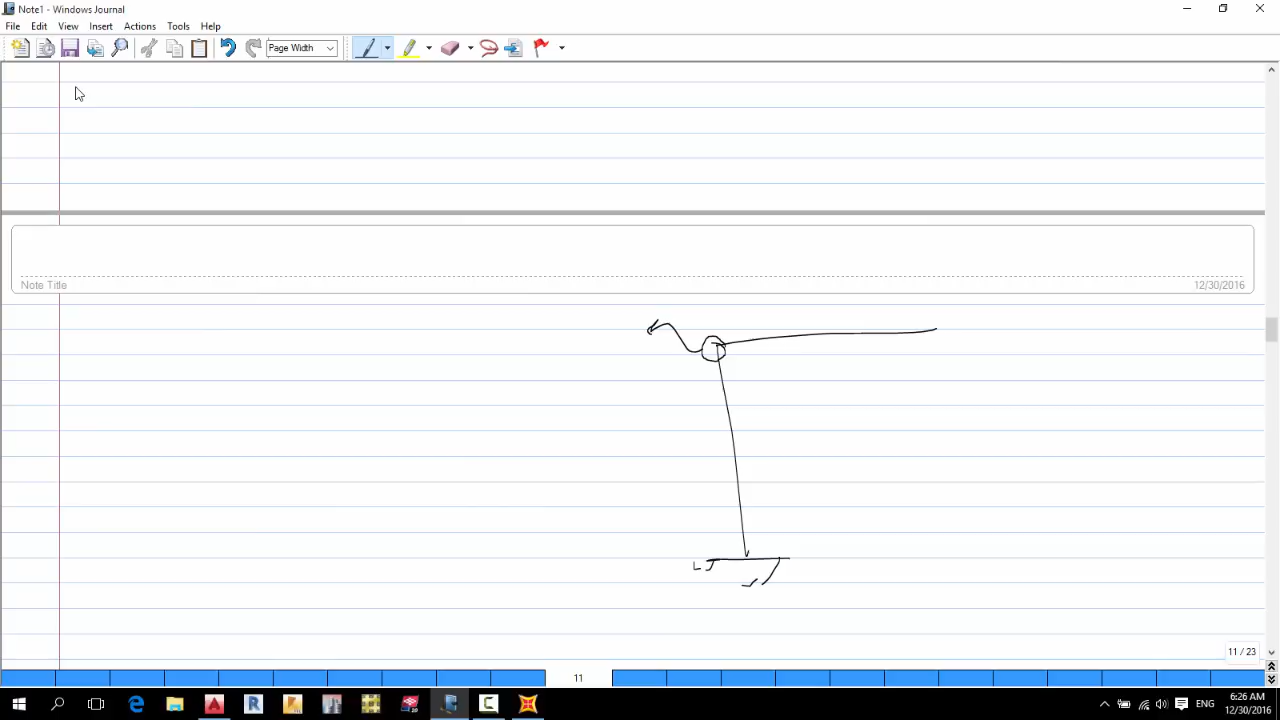 Note1 - Windows Journal
File Edit View Insert Actions Tools Help
Page Width
Note Title
12/30/2016
11 / 23
11
6:26 AM
ENG
12/30/2016